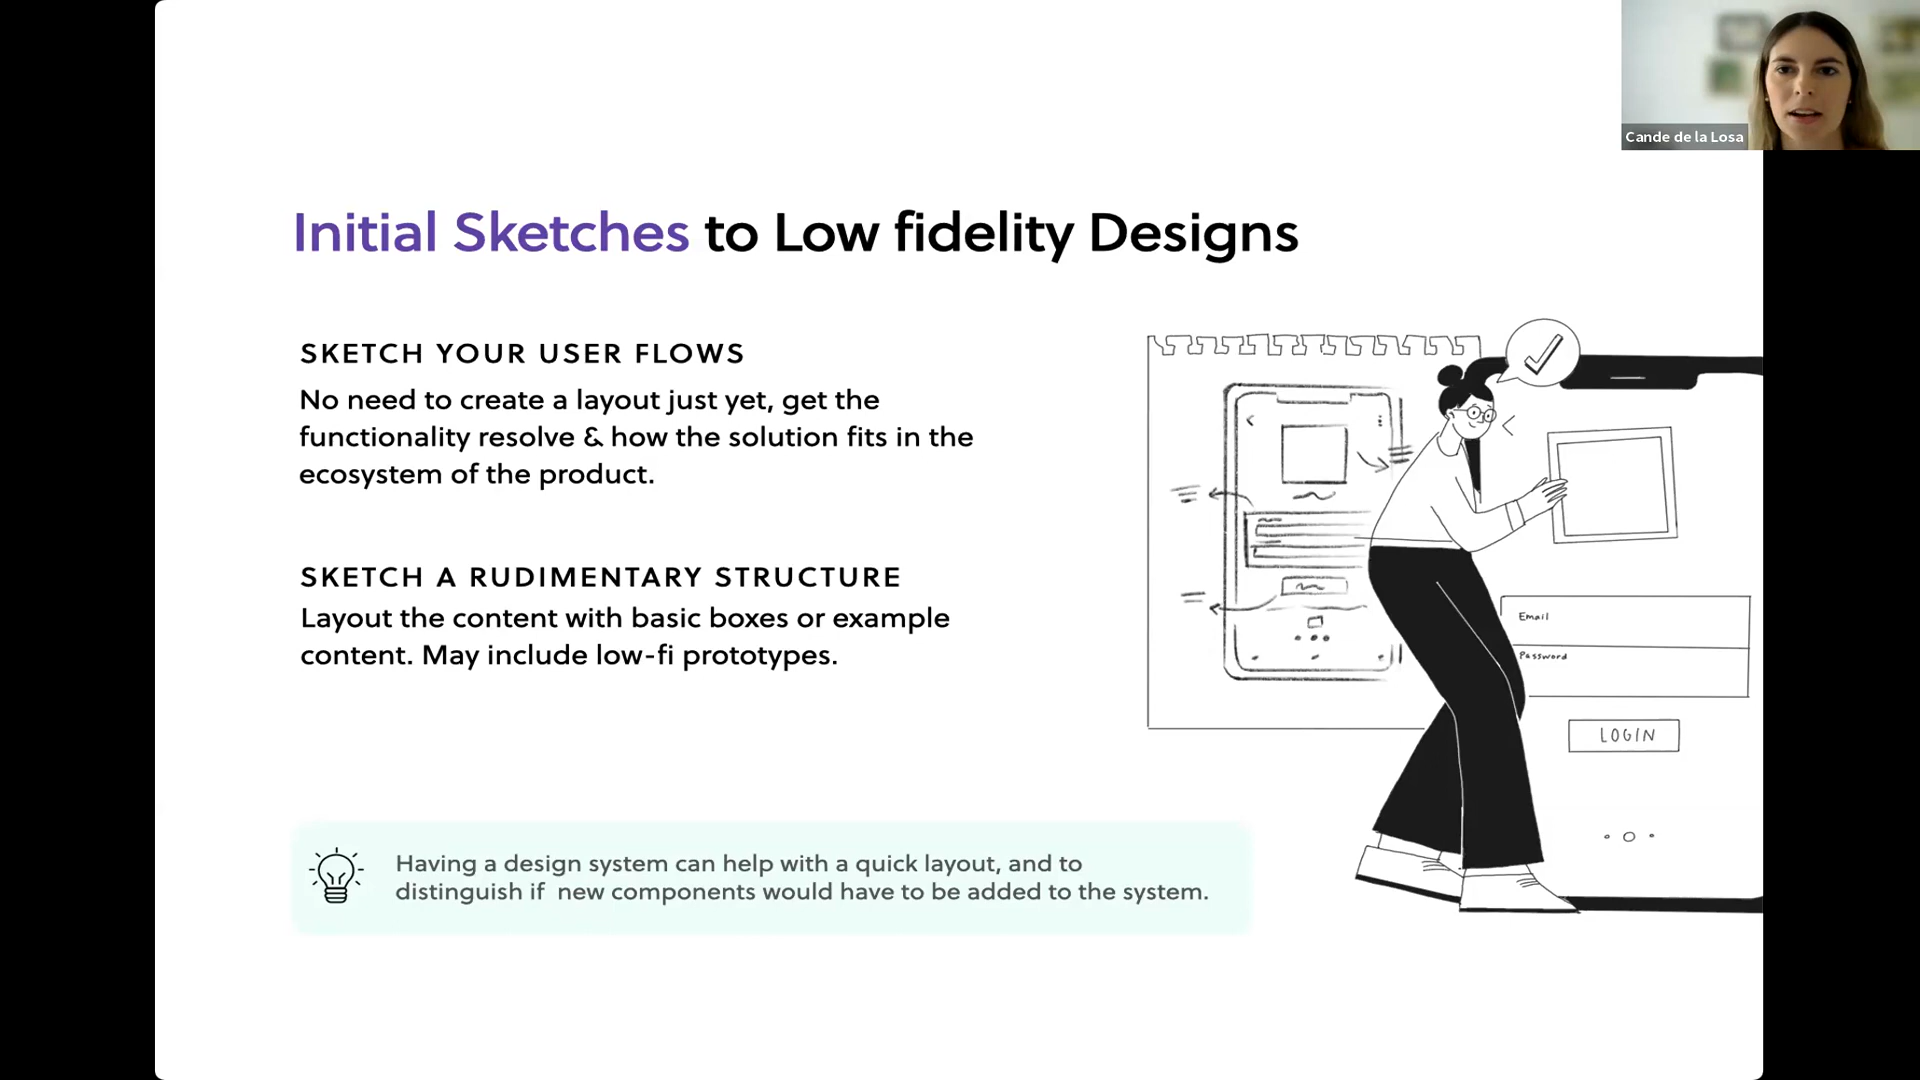 Cande de la Losa
Initial Sketches to Low fidelity Designs
SKETCH YOUR USER FLOWS
No need to create a layout just yet, get the
functionality resolve & how the solution fits in the
ecosystem of the product.
SKETCH A RUDIMENTARY STRUCTURE
Layout the content with basic boxes or example
content. May include low-fi prototypes.
Email
Password
LOGIN
Having a design system can help with a quick layout, and to
distinguish if  new components would have to be added to the system.